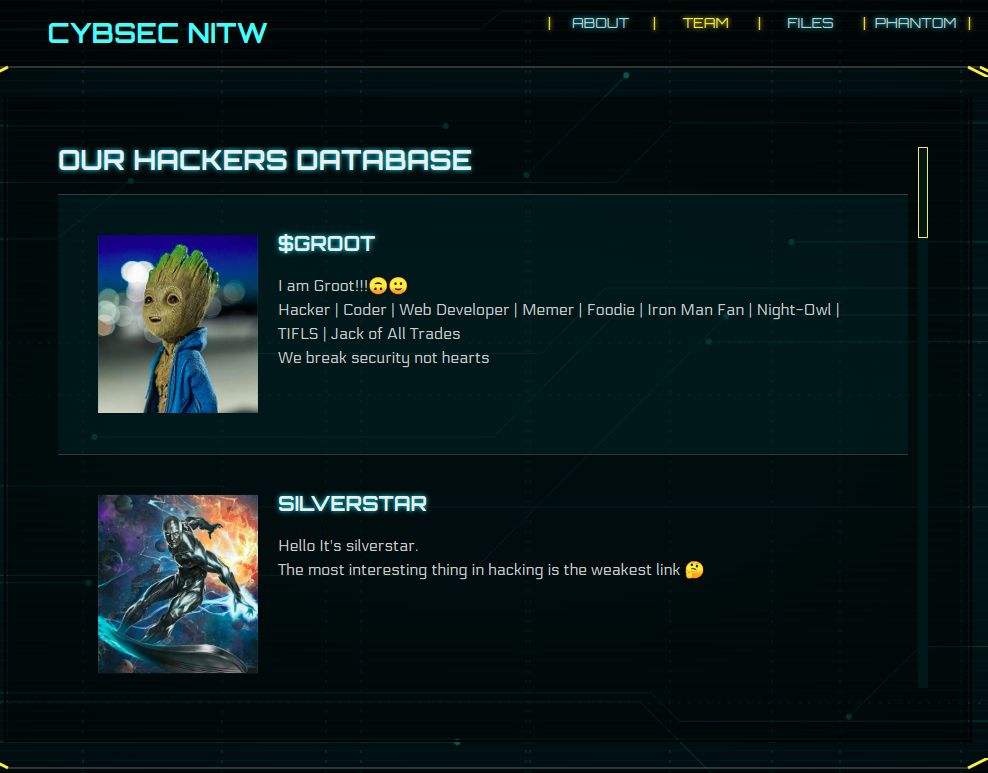 CYBSEC NITW
| ABOUT | TEAM | FILES | PHANTOM |
OUR HACKERS DATABASE
$GROOT
I am Groot!!!🙃🙂
Hacker | Coder | Web Developer | Memer | Foodie | Iron Man Fan | Night-Owl |
TIFLS | Jack of All Trades
We break security not hearts
SILVERSTAR
Hello It's silverstar.
The most interesting thing in hacking is the weakest link 🤔